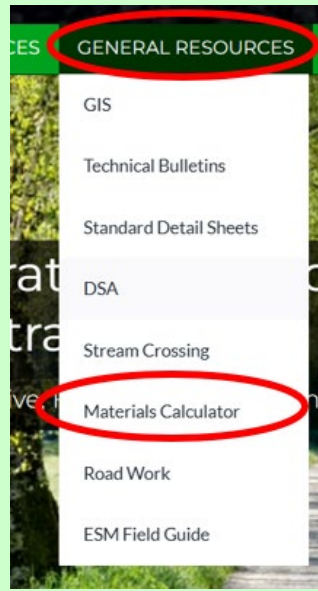 CES GENERAL RESOURCES
GIS
Technical Bulletins
Standard Detail Sheets
DSA
Stream Crossing
Materials Calculator
Road Work
ESM Field Guide